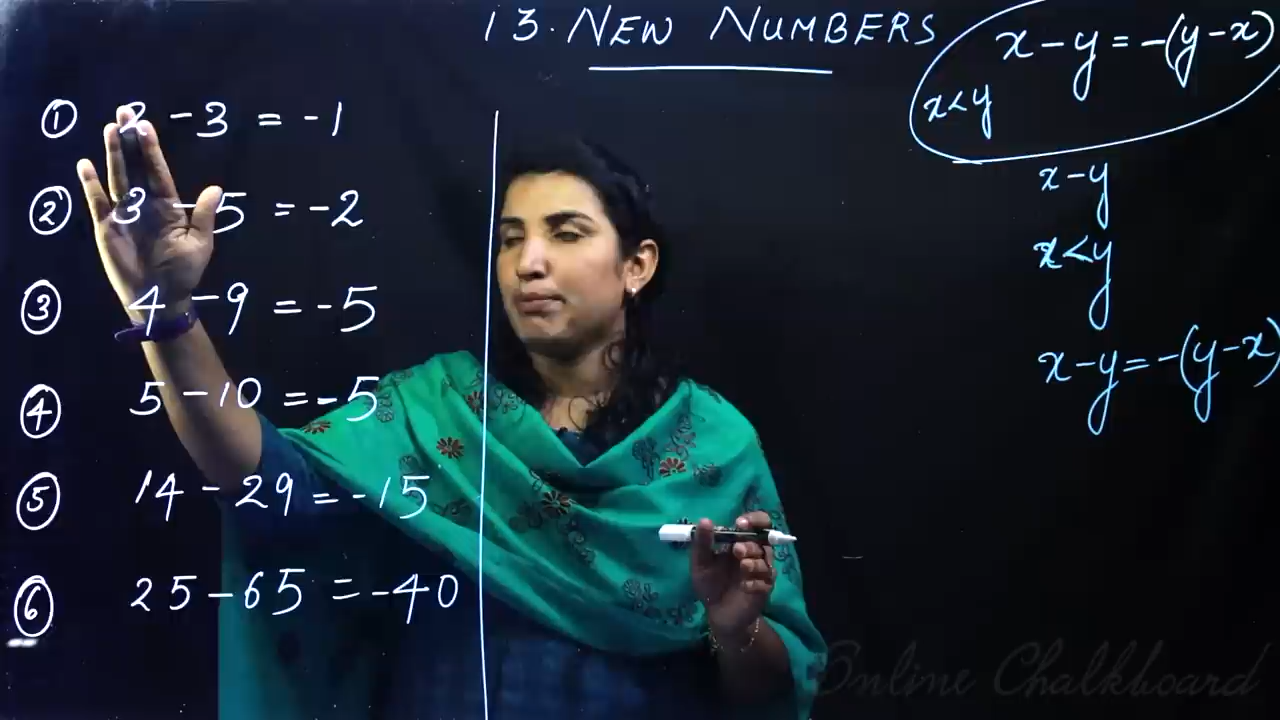 13. NEW NUMBERS
① 2 - 3 = -1
② 3 - 5 = -2
③ 4 - 9 = -5
④ 5 - 10 = -5
⑤ 14 - 29 = -15
⑥ 25 - 65 = -40
x - y = -(y - x)
x < y
x - y
x < y
x - y = -(y - x)
Online Chalkboard